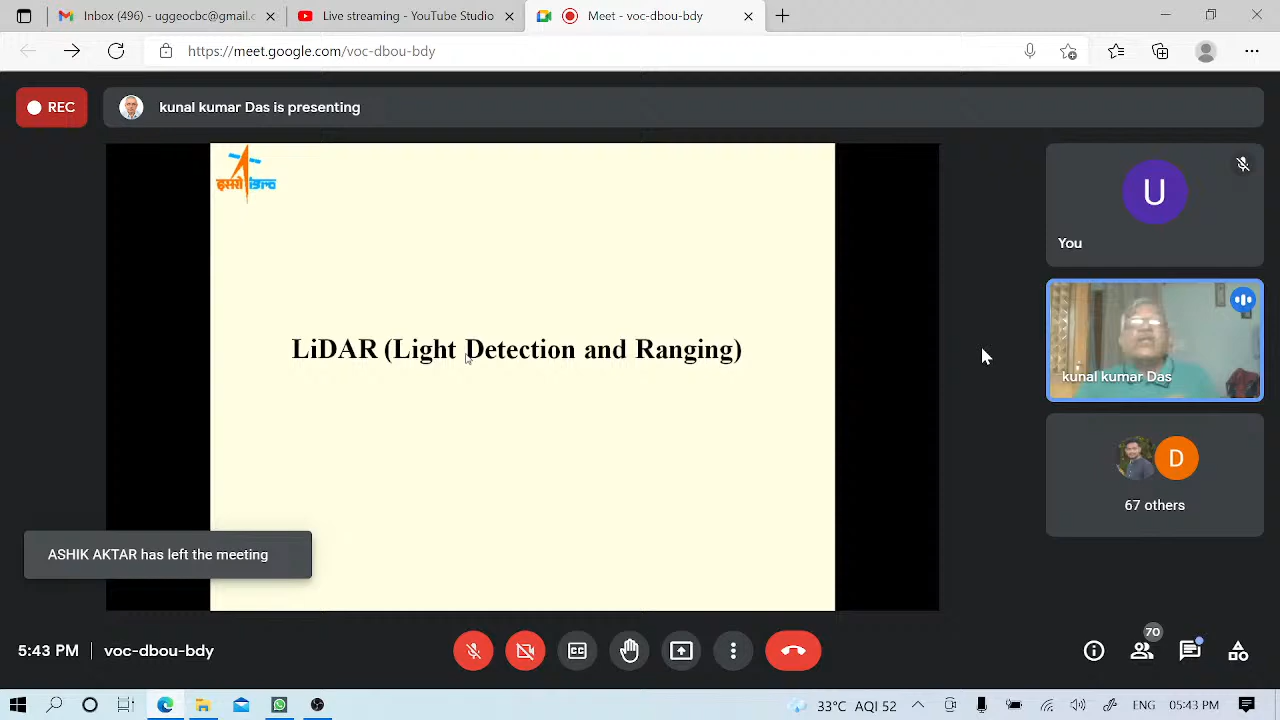 Inbox (496) - uggeocbc@gmail.c
Live streaming - YouTube Studio
Meet - voc-dbou-bdy
https://meet.google.com/voc-dbou-bdy
REC
kunal kumar Das is presenting
इसरो isro
U
You
LiDAR (Light Detection and Ranging)
kunal kumar Das
D
67 others
ASHIK AKTAR has left the meeting
5:43 PM
voc-dbou-bdy
70
33°C AQI 52
ENG
05:43 PM